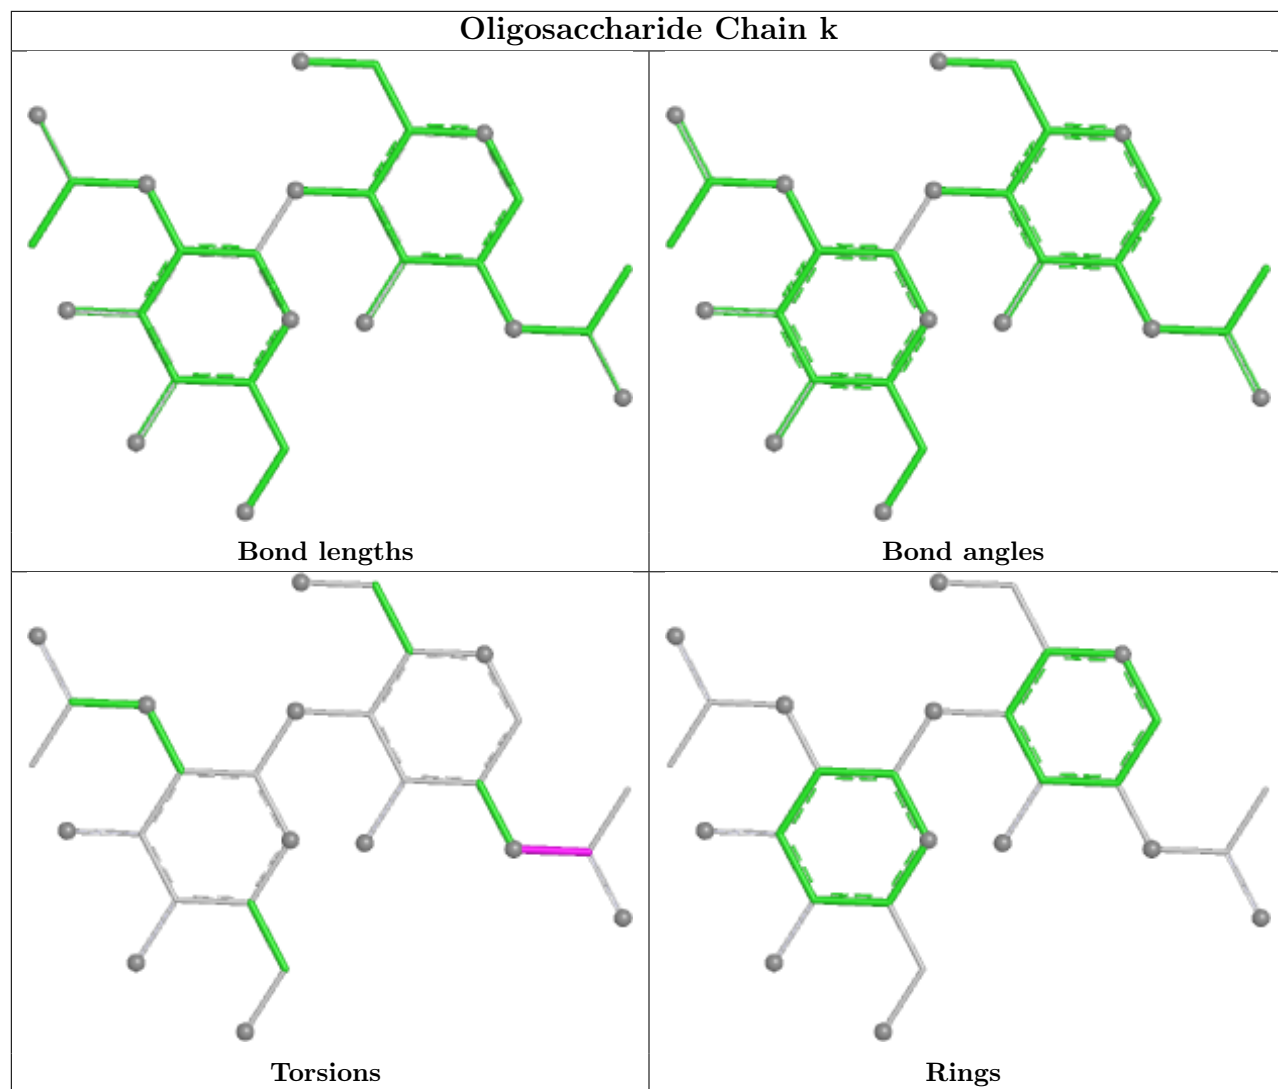 Oligosaccharide Chain k
Bond lengths
Bond angles
Torsions
Rings